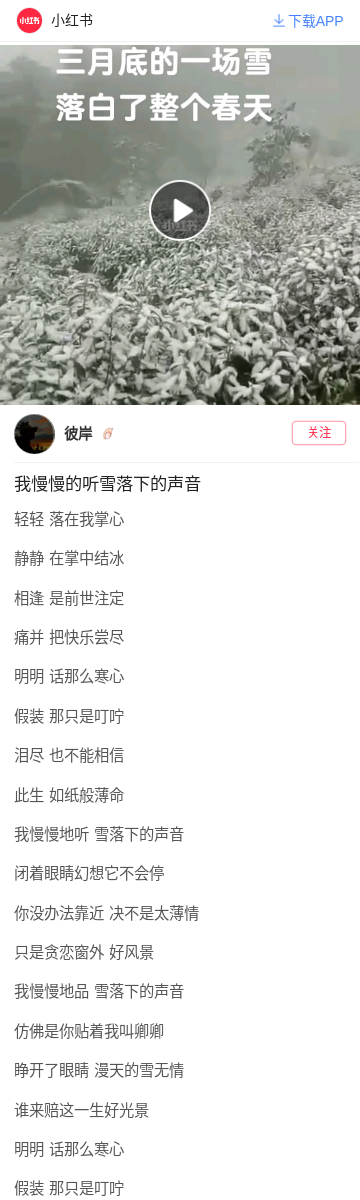 小红书
下载APP
三月底的一场雪
落白了整个春天
小红书
彼岸
关注
我慢慢的听雪落下的声音
轻轻 落在我掌心
静静 在掌中结冰
相逢 是前世注定
痛并 把快乐尝尽
明明 话那么寒心
假装 那只是叮咛
泪尽 也不能相信
此生 如纸般薄命
我慢慢地听 雪落下的声音
闭着眼睛幻想它不会停
你没办法靠近 决不是太薄情
只是贪恋窗外 好风景
我慢慢地品 雪落下的声音
仿佛是你贴着我叫卿卿
睁开了眼睛 漫天的雪无情
谁来赔这一生好光景
明明 话那么寒心
假装 那只是叮咛